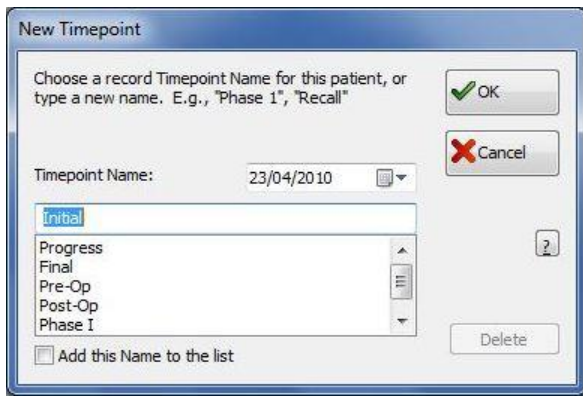 New Timepoint
Choose a record Timepoint Name for this patient, or
type a new name. E.g., "Phase 1", "Recall"
OK
Cancel
Timepoint Name:
23/04/2010
Initial
Progress
Final
Pre-Op
Post-Op
Phase I
?
Add this Name to the list
Delete